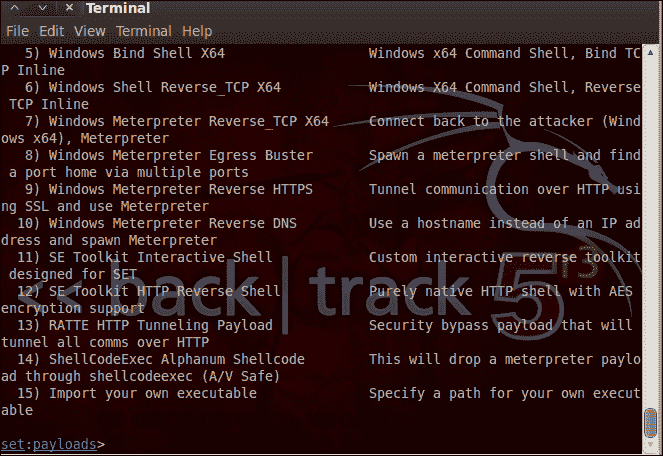 Terminal
File Edit View Terminal Help
5) Windows Bind Shell X64 Windows x64 Command Shell, Bind TC
P Inline
6) Windows Shell Reverse_TCP X64 Windows X64 Command Shell, Reverse
TCP Inline
7) Windows Meterpreter Reverse_TCP X64 Connect back to the attacker (Wind
ows x64), Meterpreter
8) Windows Meterpreter Egress Buster Spawn a meterpreter shell and find
a port home via multiple ports
9) Windows Meterpreter Reverse HTTPS Tunnel communication over HTTP usi
ng SSL and use Meterpreter
10) Windows Meterpreter Reverse DNS Use a hostname instead of an IP ad
dress and spawn Meterpreter
11) SE Toolkit Interactive Shell Custom interactive reverse toolkit
designed for SET
12) SE Toolkit HTTP Reverse Shell Purely native HTTP shell with AES
encryption support
13) RATTE HTTP Tunneling Payload Security bypass payload that will
tunnel all comms over HTTP
14) ShellCodeExec Alphanum Shellcode This will drop a meterpreter paylo
ad through shellcodeexec (A/V Safe)
15) Import your own executable Specify a path for your own execut
able
set:payloads>
<< back | track 5 r3